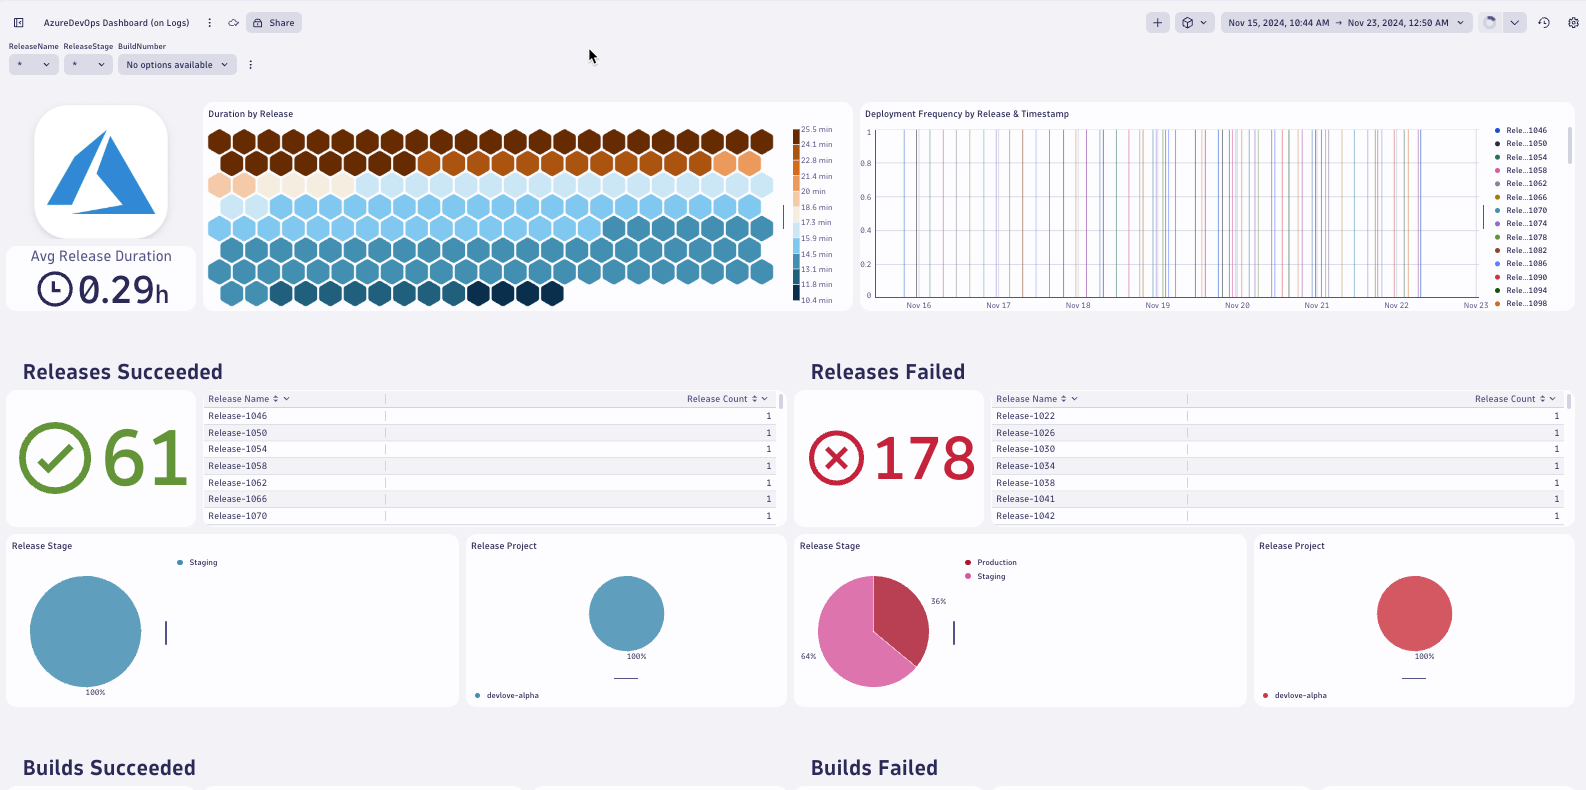 AzureDevOps Dashboard (on Logs)
Share
Nov 15, 2024, 10:44 AM → Nov 23, 2024, 12:50 AM
ReleaseName ReleaseStage BuildNumber
* * No options available
Duration by Release
25.5 min
24.1 min
22.8 min
21.4 min
20 min
18.6 min
17.3 min
15.9 min
14.5 min
13.1 min
11.8 min
10.4 min
Avg Release Duration
0.29h
Deployment Frequency by Release & Timestamp
1
0.8
0.6
0.4
0.2
0
Nov 16 Nov 17 Nov 18 Nov 19 Nov 20 Nov 21 Nov 22 Nov 23
Rele…1046
Rele…1050
Rele…1054
Rele…1058
Rele…1062
Rele…1066
Rele…1070
Rele…1074
Rele…1078
Rele…1082
Rele…1086
Rele…1090
Rele…1094
Rele…1098
Releases Succeeded
61
Release Name Release Count
Release-1046 1
Release-1050 1
Release-1054 1
Release-1058 1
Release-1062 1
Release-1066 1
Release-1070 1
Releases Failed
178
Release Name Release Count
Release-1022 1
Release-1026 1
Release-1030 1
Release-1034 1
Release-1038 1
Release-1041 1
Release-1042 1
Release Stage
Staging
100%
Release Project
100%
devlove-alpha
Release Stage
Production
Staging
36%
64%
Release Project
100%
devlove-alpha
Builds Succeeded
Builds Failed